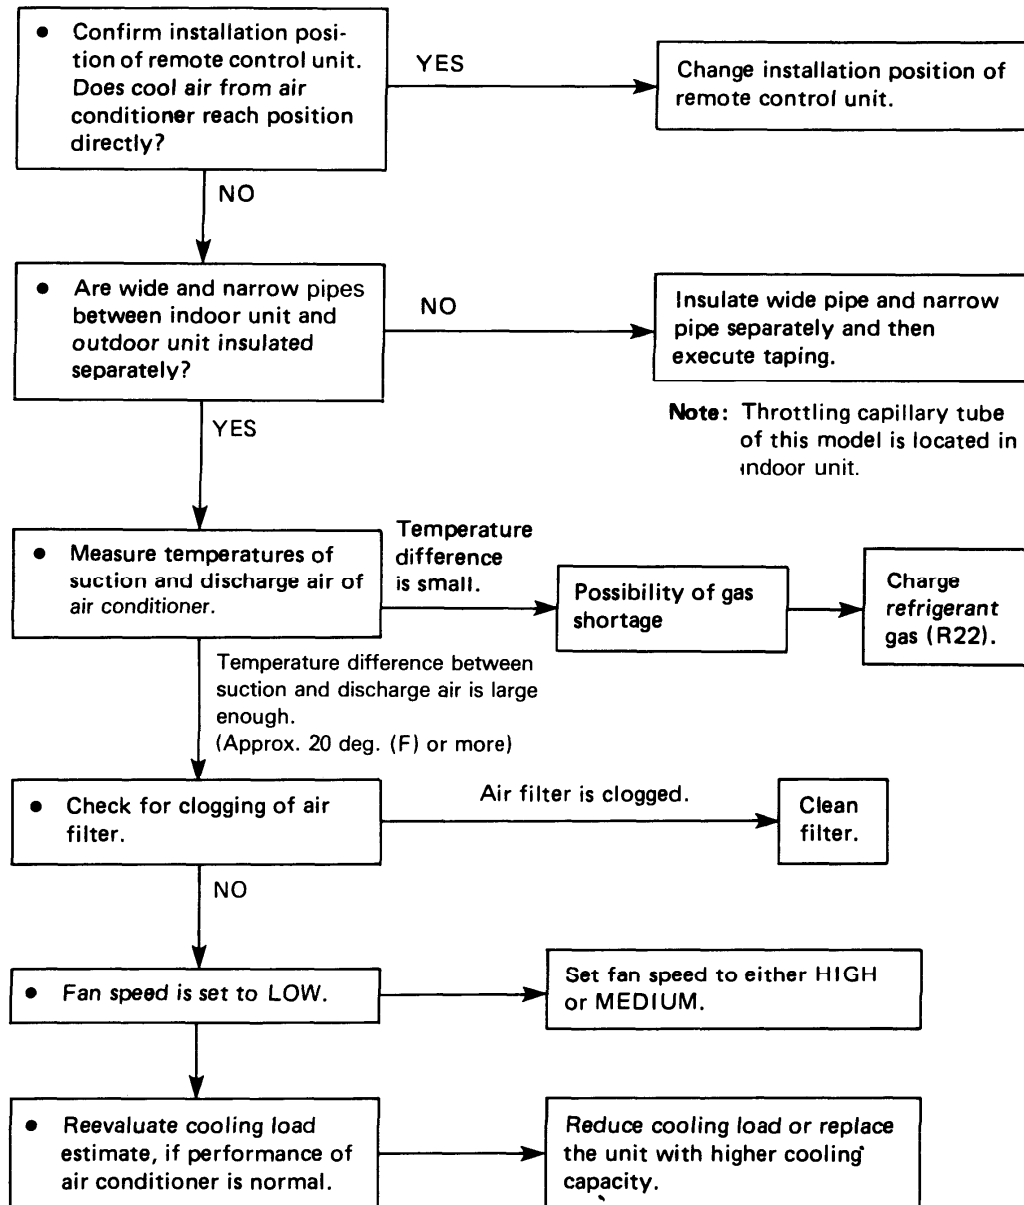 • Confirm installation posi-
tion of remote control unit.
Does cool air from air
conditioner reach position
directly?
YES
Change installation position of
remote control unit.
NO
• Are wide and narrow pipes
between indoor unit and
outdoor unit insulated
separately?
NO
Insulate wide pipe and narrow
pipe separately and then
execute taping.
Note: Throttling capillary tube
of this model is located in
indoor unit.
YES
• Measure temperatures of
suction and discharge air of
air conditioner.
Temperature
difference
is small.
Possibility of gas
shortage
Charge
refrigerant
gas (R22).
Temperature difference between
suction and discharge air is large
enough.
(Approx. 20 deg. (F) or more)
• Check for clogging of air
filter.
Air filter is clogged.
Clean
filter.
NO
• Fan speed is set to LOW.
Set fan speed to either HIGH
or MEDIUM.
• Reevaluate cooling load
estimate, if performance of
air conditioner is normal.
Reduce cooling load or replace
the unit with higher cooling
capacity.